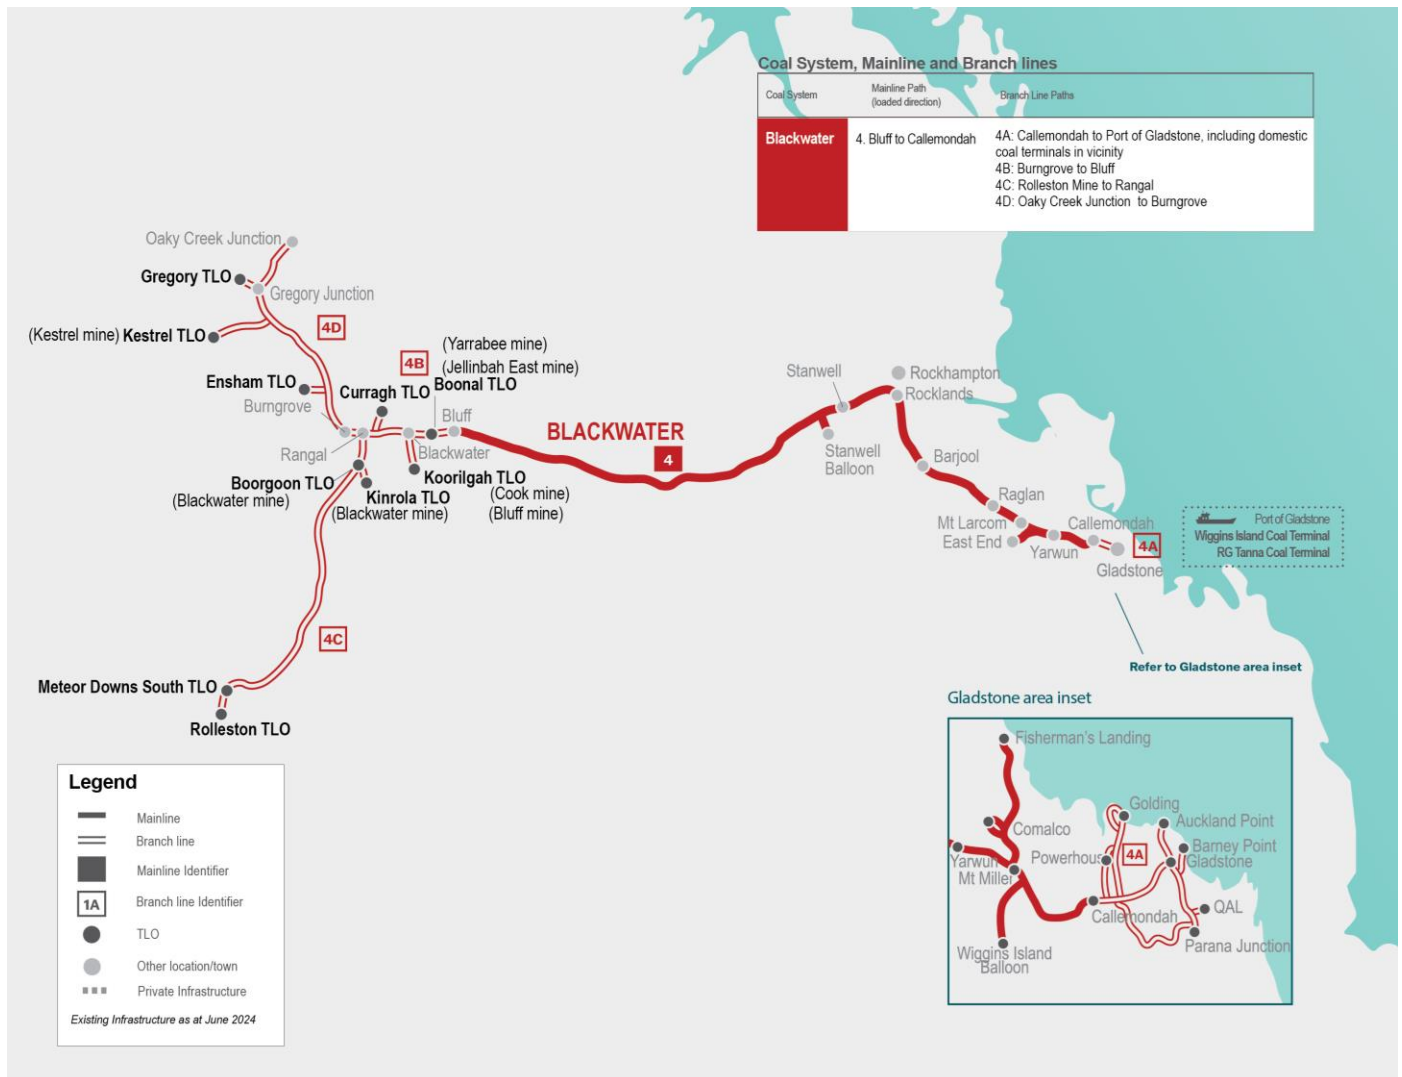 Coal System, Mainline and Branch lines
Coal System
Mainline Path
(loaded direction)
Branch Line Paths
Blackwater
4. Bluff to Callemondah
4A: Callemondah to Port of Gladstone, including domestic
coal terminals in vicinity
4B: Burngrove to Bluff
4C: Rolleston Mine to Rangal
4D: Oaky Creek Junction to Burngrove
Oaky Creek Junction
Gregory TLO
Gregory Junction
4D
(Kestrel mine) Kestrel TLO
(Yarrabee mine)
4B
(Jellinbah East mine)
Ensham TLO
Curragh TLO
Boonal TLO
Burngrove
Bluff
Rangal
Blackwater
BLACKWATER
4
Boorgoon TLO
(Blackwater mine)
Kinrola TLO
(Blackwater mine)
Koorilgah TLO
(Cook mine)
(Bluff mine)
Stanwell
Rockhampton
Rocklands
Stanwell
Balloon
Barjool
Raglan
Mt Larcom
East End
Callemondah
Yarwun
4A
Gladstone
Port of Gladstone
Wiggins Island Coal Terminal
RG Tanna Coal Terminal
4C
Refer to Gladstone area inset
Meteor Downs South TLO
Rolleston TLO
Gladstone area inset
Fisherman's Landing
Golding
Comalco
Auckland Point
Yarwun
Powerhous
4A
Barney Point
Gladstone
Mt Miller
Callemondah
QAL
Parana Junction
Wiggins Island
Balloon
Legend
Mainline
Branch line
Mainline Identifier
1A
Branch line Identifier
TLO
Other location/town
Private Infrastructure
Existing Infrastructure as at June 2024